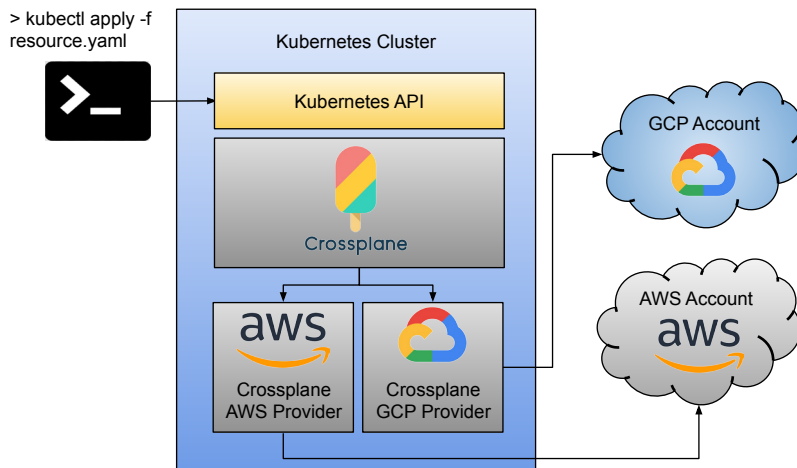 > kubectl apply -f
resource.yaml
>_
Kubernetes Cluster
Kubernetes API
Crossplane
aws
Crossplane
AWS Provider
Crossplane
GCP Provider
GCP Account
AWS Account
aws